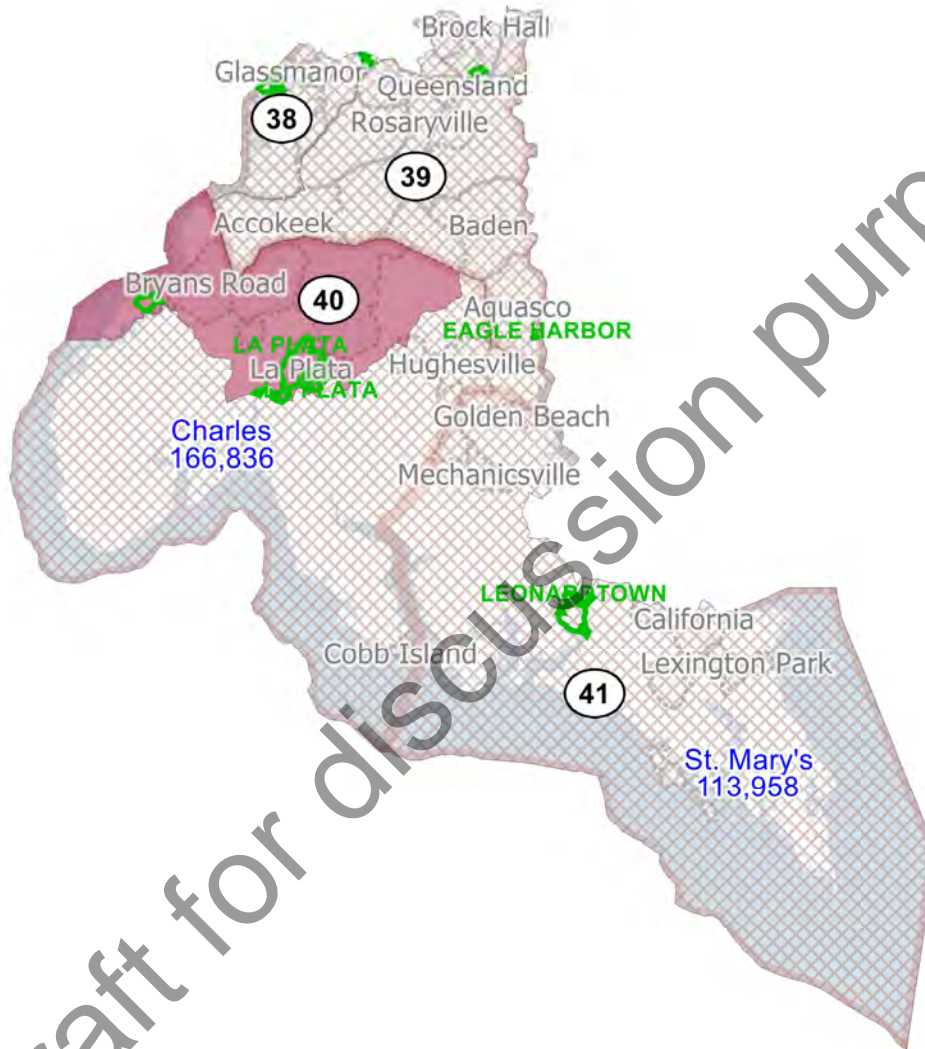 Brock Hall
Glassmanor
Queensland
38
Rosaryville
39
Accokeek
Baden
Bryans Road
40
Aquasco
EAGLE HARBOR
LA PLATA
Hughesville
La Plata
LA PLATA
Golden Beach
Charles
166,836
Mechanicsville
LEONARDTOWN
California
Cobb Island
Lexington Park
41
St. Mary's
113,958
raft for discussion purp